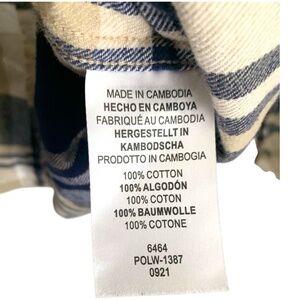 MADE IN CAMBODIA
HECHO EN CAMBOYA
FABRIQUÉ AU CAMBODIA
HERGESTELLT IN
KAMBODSCHA
PRODOTTO IN CAMBOGIA
100% COTTON
100% ALGODÓN
100% COTON
100% BAUMWOLLE
100% COTONE
6464
POLW-1387
0921